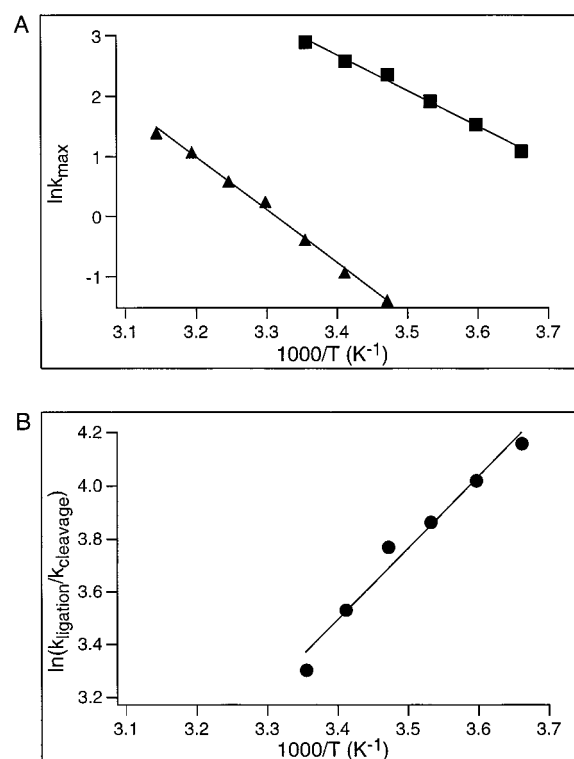 A
3
2
1
0
-1
lnk_max
3.1 3.2 3.3 3.4 3.5 3.6 3.7
1000/T (K⁻¹)
B
4.2
4.0
3.8
3.6
3.4
3.2
ln(k_ligation/k_cleavage)
3.1 3.2 3.3 3.4 3.5 3.6 3.7
1000/T (K⁻¹)